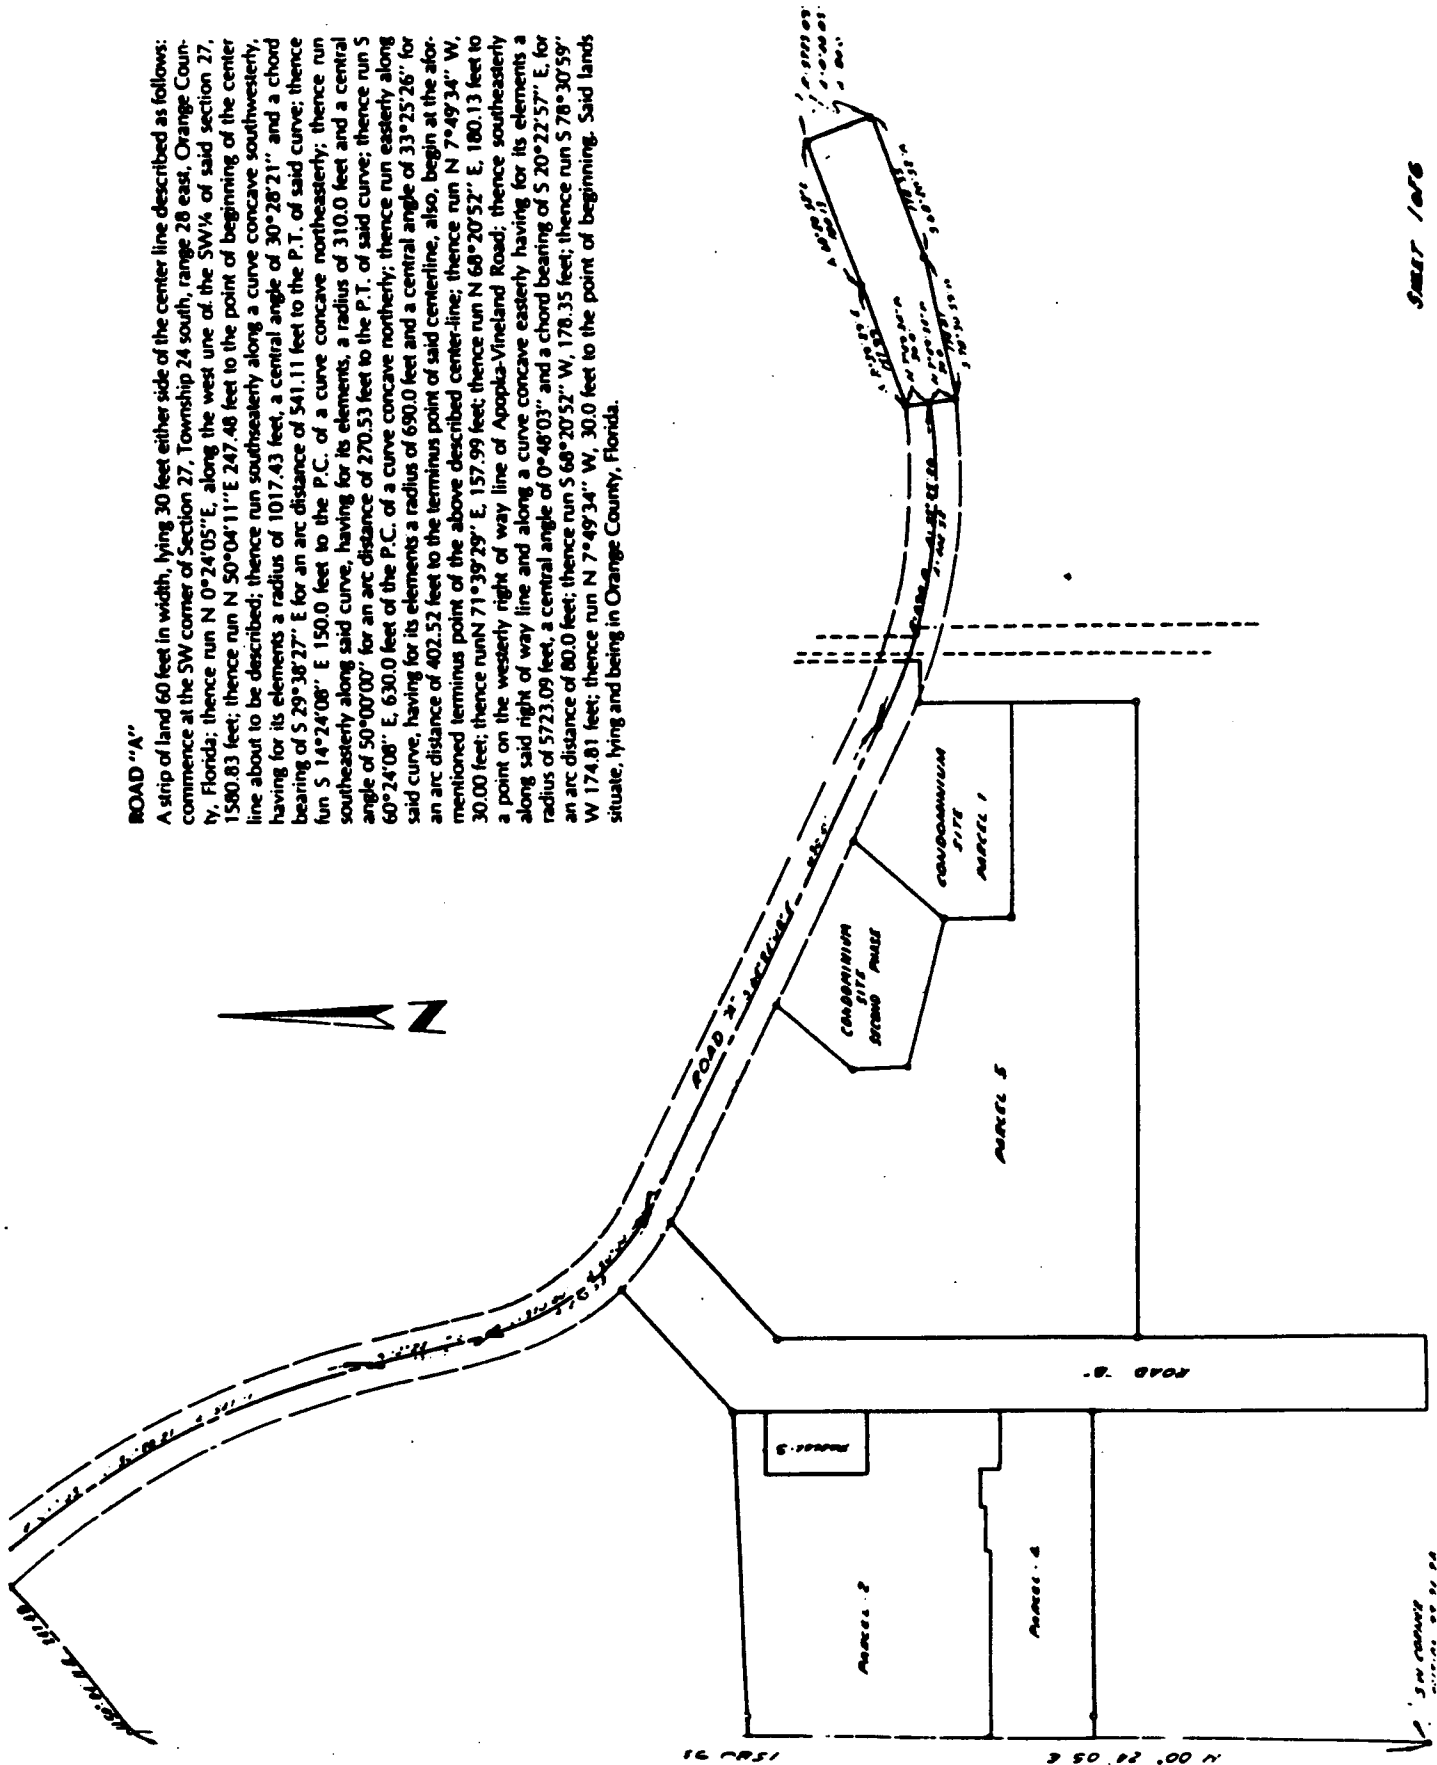 ROAD "A"
A strip of land 60 feet in width, lying 30 feet either side of the center line described as follows:
commence at the SW corner of Section 27, Township 24 south, range 28 east, Orange Coun-
ty, Florida; thence run N 0°24'05"E, along the west une of the SW¼ of said section 27,
1580.83 feet; thence run N 50°04'11"E 247.48 feet to the point of beginning of the center
line about to be described; thence run southeasterly along a curve concave southwesterly,
having for its elements a radius of 1017.43 feet, a central angle of 30°28'21" and a chord
bearing of S 29°38'27" E for an arc distance of 541.11 feet to the P.T. of said curve; thence
fun S 14°24'08" E 150.0 feet to the P.C. of a curve concave northeasterly; thence run
southeasterly along said curve, having for its elements, a radius of 310.0 feet and a central
angle of 50°00'00" for an arc distance of 270.53 feet to the P.T. of said curve; thence run S
60°24'08" E, 630.0 feet of the P.C. of a curve concave northerly; thence run easterly along
said curve, having for its elements a radius of 690.0 feet and a central angle of 33°25'26" for
an arc distance of 402.52 feet to the terminus point of said centerline, also, begin at the afor-
mentioned terminus point of the above described center-line; thence run N 7°49'34" W,
30.00 feet; thence runN 71°39'29" E, 157.99 feet; thence run N 68°20'52" E, 180.13 feet to
a point on the westerly right of way line of Apopka-Vineland Road; thence southeasterly
along said right of way line and along a curve concave easterly having for its elements a
radius of 5723.09 feet, a central angle of 0°48'03" and a chord bearing of S 20°22'57" E, for
an arc distance of 80.0 feet; thence run S 68°20'52" W, 178.35 feet; thence run S 78°30'59"
W 174.81 feet; thence run N 7°49'34" W, 30.0 feet to the point of beginning. Said lands
situate, lying and being in Orange County, Florida.
N
ROAD "A"
CONDOMINIUM
SITE
PARCEL 1
CONDOMINIUM
SITE
SECOND PHASE
PARCEL 5
ROAD "B"
PARCEL 3
PARCEL 2
PARCEL 4
247.48
N 00° 24' 05 E
SW CORNER
SHEET 1 OF 6